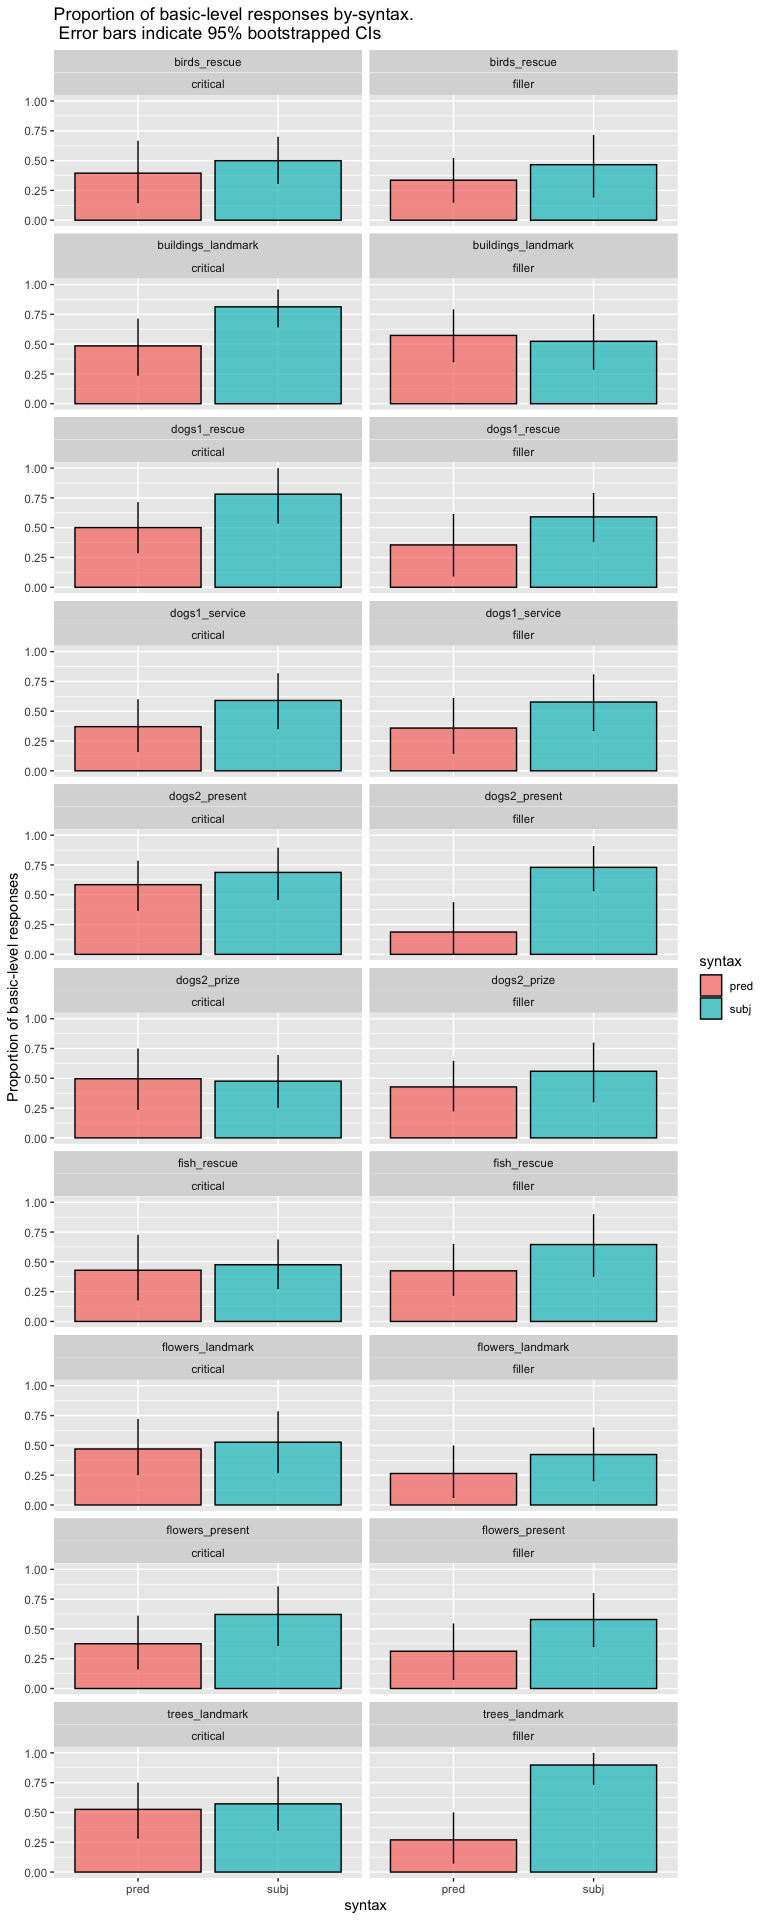 Proportion of basic-level responses by-syntax.
Error bars indicate 95% bootstrapped CIs
birds_rescue birds_rescue
critical filler
1.00
0.75
0.50
0.25
0.00
buildings_landmark buildings_landmark
critical filler
1.00
0.75
0.50
0.25
0.00
dogs1_rescue dogs1_rescue
critical filler
1.00
0.75
0.50
0.25
0.00
dogs1_service dogs1_service
critical filler
1.00
0.75
0.50
0.25
0.00
dogs2_present dogs2_present
critical filler
1.00
0.75
0.50
0.25
0.00
dogs2_prize dogs2_prize
critical filler
1.00
0.75
0.50
0.25
0.00
fish_rescue fish_rescue
critical filler
1.00
0.75
0.50
0.25
0.00
flowers_landmark flowers_landmark
critical filler
1.00
0.75
0.50
0.25
0.00
flowers_present flowers_present
critical filler
1.00
0.75
0.50
0.25
0.00
trees_landmark trees_landmark
critical filler
1.00
0.75
0.50
0.25
0.00
pred subj pred subj
syntax
Proportion of basic-level responses
syntax
pred
subj